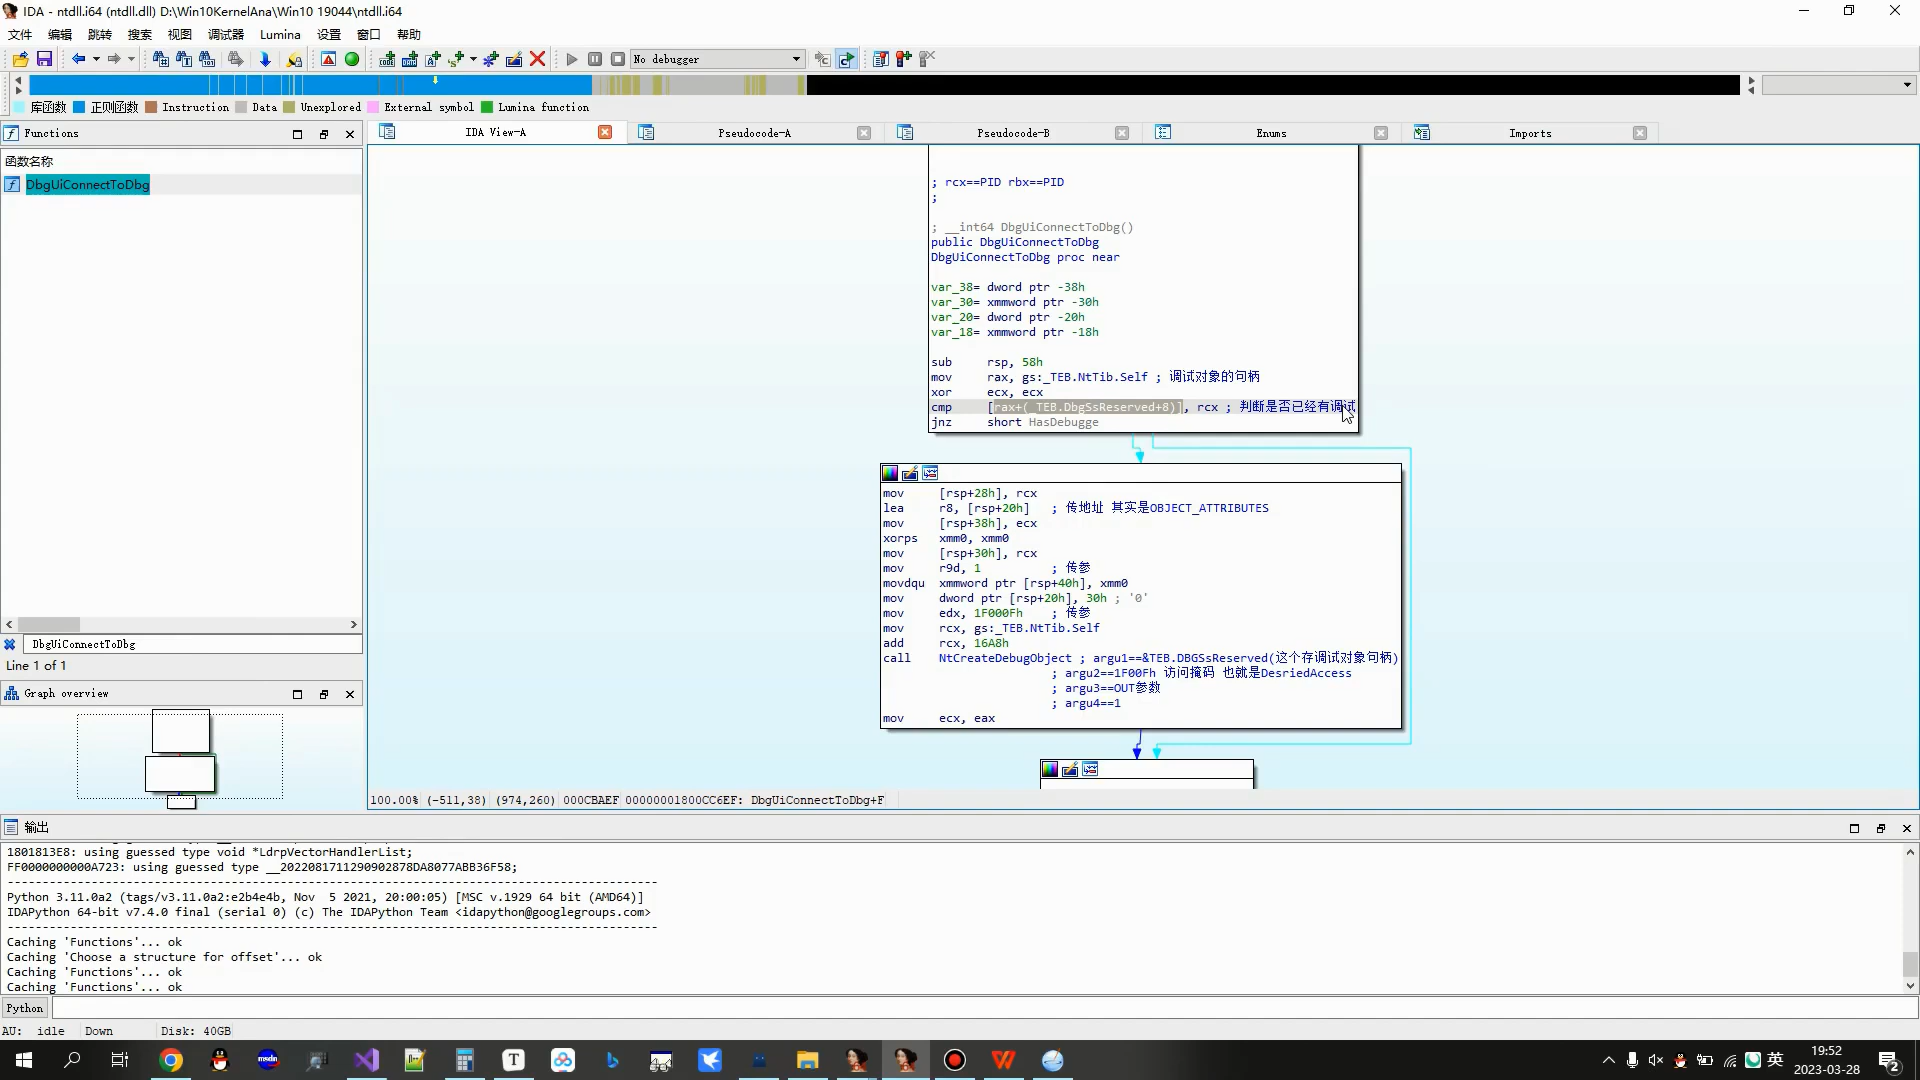 IDA - ntdll.i64 (ntdll.dll) D:\Win10KernelAna\Win10 19044\ntdll.i64
文件 编辑 跳转 搜索 视图 调试器 Lumina 设置 窗口 帮助
No debugger
库函数 正则函数 Instruction Data Unexplored External symbol Lumina function
Functions
IDA View-A Pseudocode-A Pseudocode-B Enums Imports
函数名称
DbgUiConnectToDbg
; rcx==PID rbx==PID
;
; __int64 DbgUiConnectToDbg()
public DbgUiConnectToDbg
DbgUiConnectToDbg proc near
var_38= dword ptr -38h
var_30= xmmword ptr -30h
var_20= dword ptr -20h
var_18= xmmword ptr -18h
sub rsp, 58h
mov rax, gs:_TEB.NtTib.Self ; 调试对象的句柄
xor ecx, ecx
cmp [rax+(_TEB.DbgSsReserved+8)], rcx ; 判断是否已经有调试
jnz short HasDebugge
mov [rsp+28h], rcx
lea r8, [rsp+20h] ; 传地址 其实是OBJECT_ATTRIBUTES
mov [rsp+38h], ecx
xorps xmm0, xmm0
mov [rsp+30h], rcx
mov r9d, 1 ; 传参
movdqu xmmword ptr [rsp+40h], xmm0
mov dword ptr [rsp+20h], 30h ; '0'
mov edx, 1F000Fh ; 传参
mov rcx, gs:_TEB.NtTib.Self
add rcx, 16A8h
call NtCreateDebugObject ; argu1==&TEB.DBGSsReserved(这个存调试对象句柄)
; argu2==1F00Fh 访问掩码 也就是DesriedAccess
; argu3==OUT参数
; argu4==1
mov ecx, eax
DbgUiConnectToDbg
Line 1 of 1
Graph overview
100.00% (-511,38) (974,260) 000CBAEF 00000001800CC6EF: DbgUiConnectToDbg+F
输出
1801813E8: using guessed type void *LdrpVectorHandlerList;
FF0000000000A723: using guessed type __2022081711290902878DA8077ABB36F58;
Python 3.11.0a2 (tags/v3.11.0a2:e2b4e4b, Nov  5 2021, 20:00:05) [MSC v.1929 64 bit (AMD64)]
IDAPython 64-bit v7.4.0 final (serial 0) (c) The IDAPython Team <idapython@googlegroups.com>
Caching 'Functions'... ok
Caching 'Choose a structure for offset'... ok
Caching 'Functions'... ok
Caching 'Functions'... ok
Python
AU: idle Down Disk: 40GB
英
19:52
2023-03-28
2